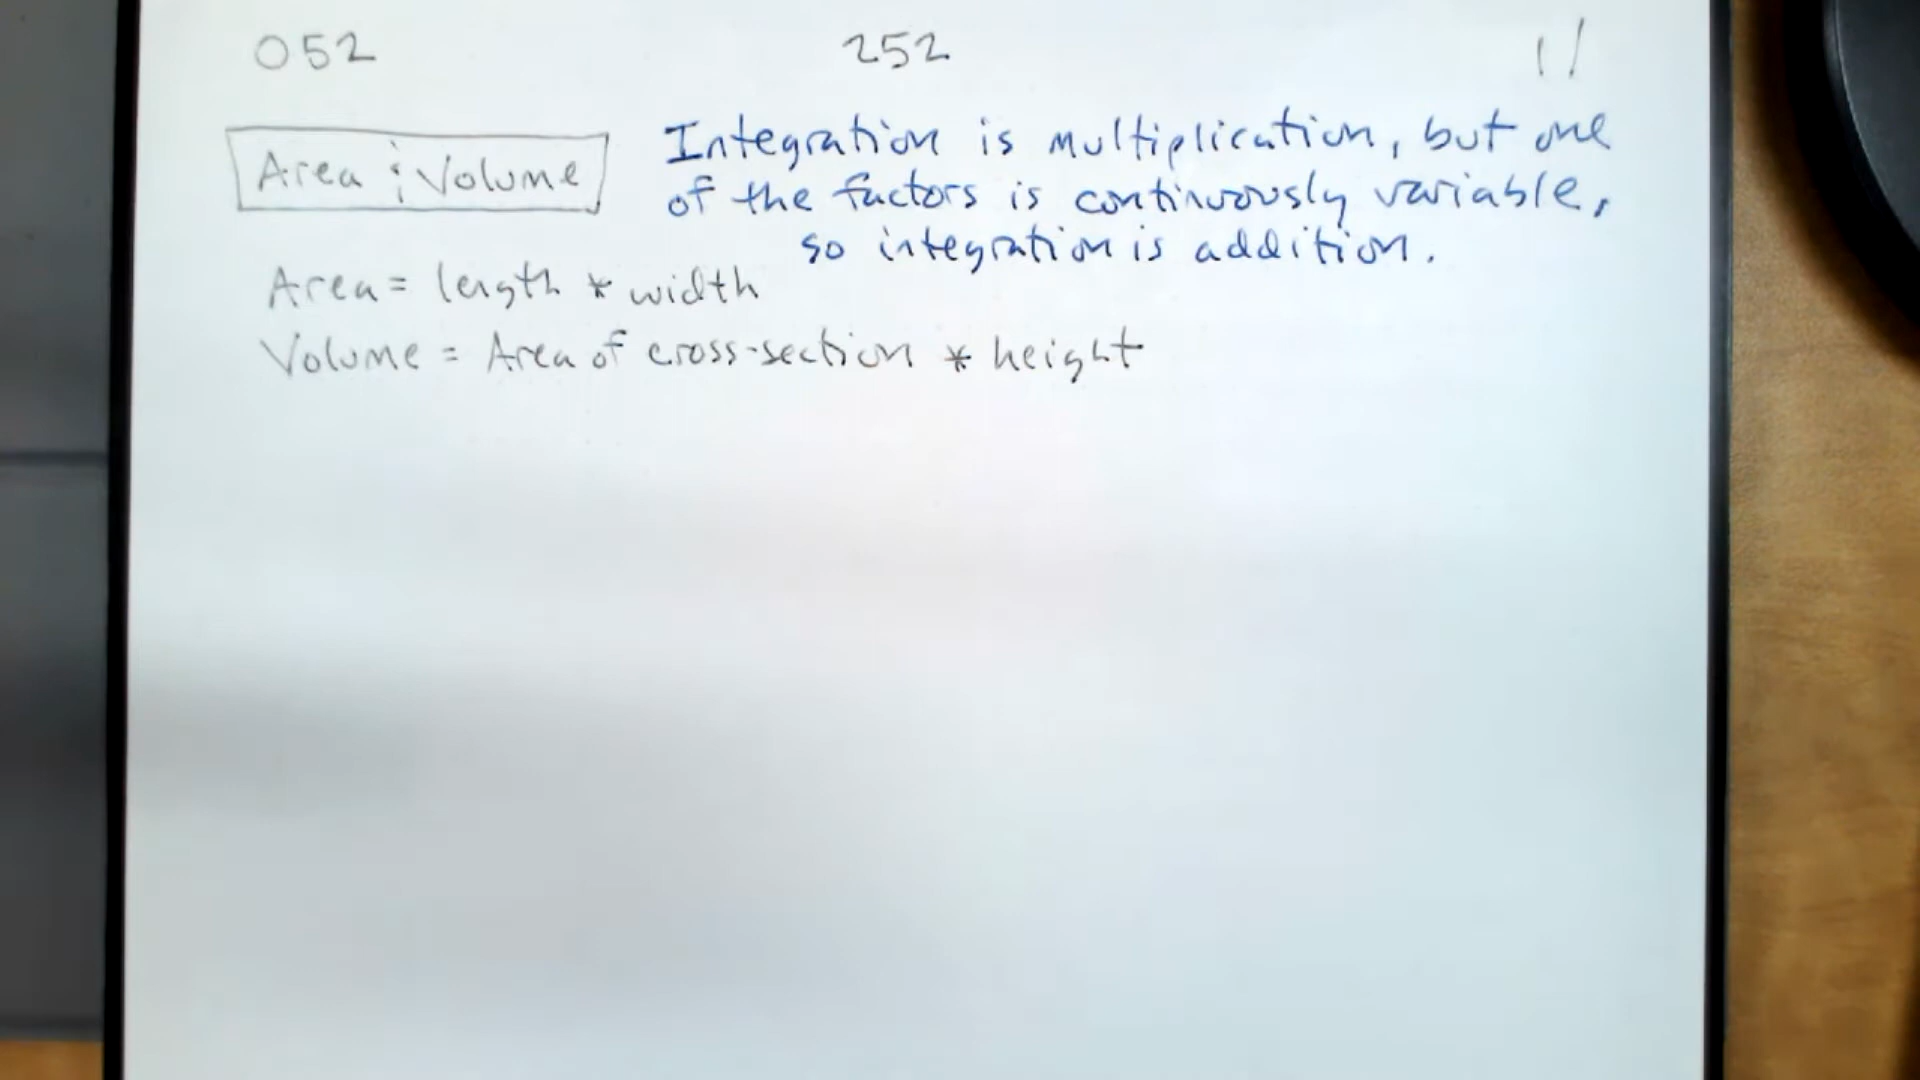 052 252 1/
Area & Volume
Integration is multiplication, but one
of the factors is continuously variable,
so integration is addition.
Area = length * width
Volume = Area of cross-section * height